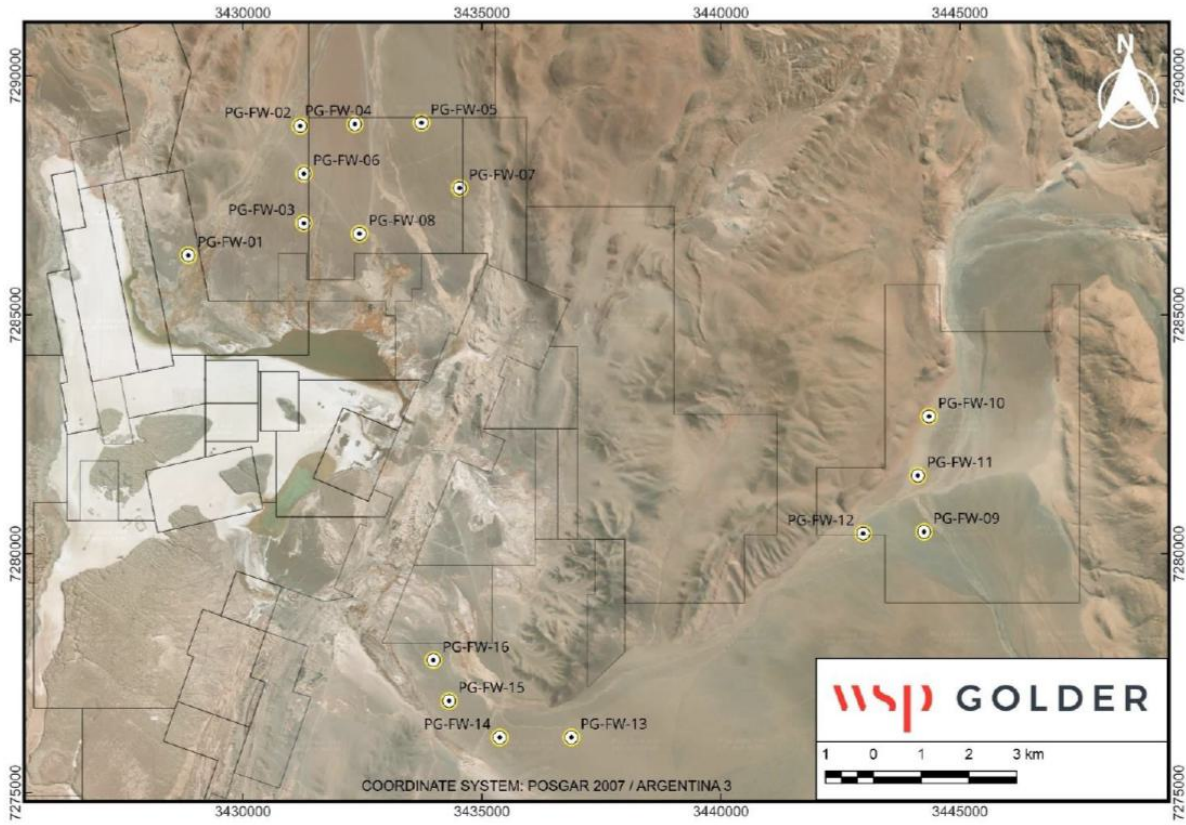 3430000 3435000 3440000 3445000
7290000 7290000
N
PG-FW-02 PG-FW-04 PG-FW-05
PG-FW-06
PG-FW-07
PG-FW-03
PG-FW-08
PG-FW-01
7285000 7285000
PG-FW-10
PG-FW-11
PG-FW-12 PG-FW-09
7280000 7280000
PG-FW-16
PG-FW-15
PG-FW-14 PG-FW-13
wsp GOLDER
1 0 1 2 3 km
COORDINATE SYSTEM: POSGAR 2007 / ARGENTINA 3
7275000 7275000
3430000 3435000 3440000 3445000